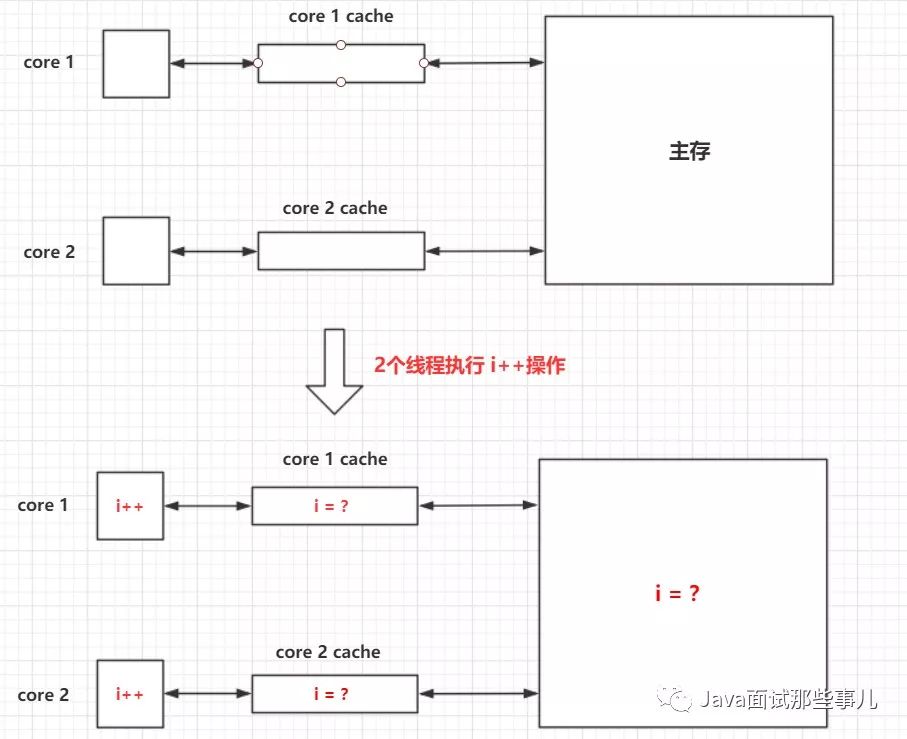 core 1 cache
core 1
主存
core 2 cache
core 2
2个线程执行 i++操作
core 1 cache
core 1
i++
i = ?
i = ?
core 2 cache
core 2
i++
i = ?
Java面试那些事儿